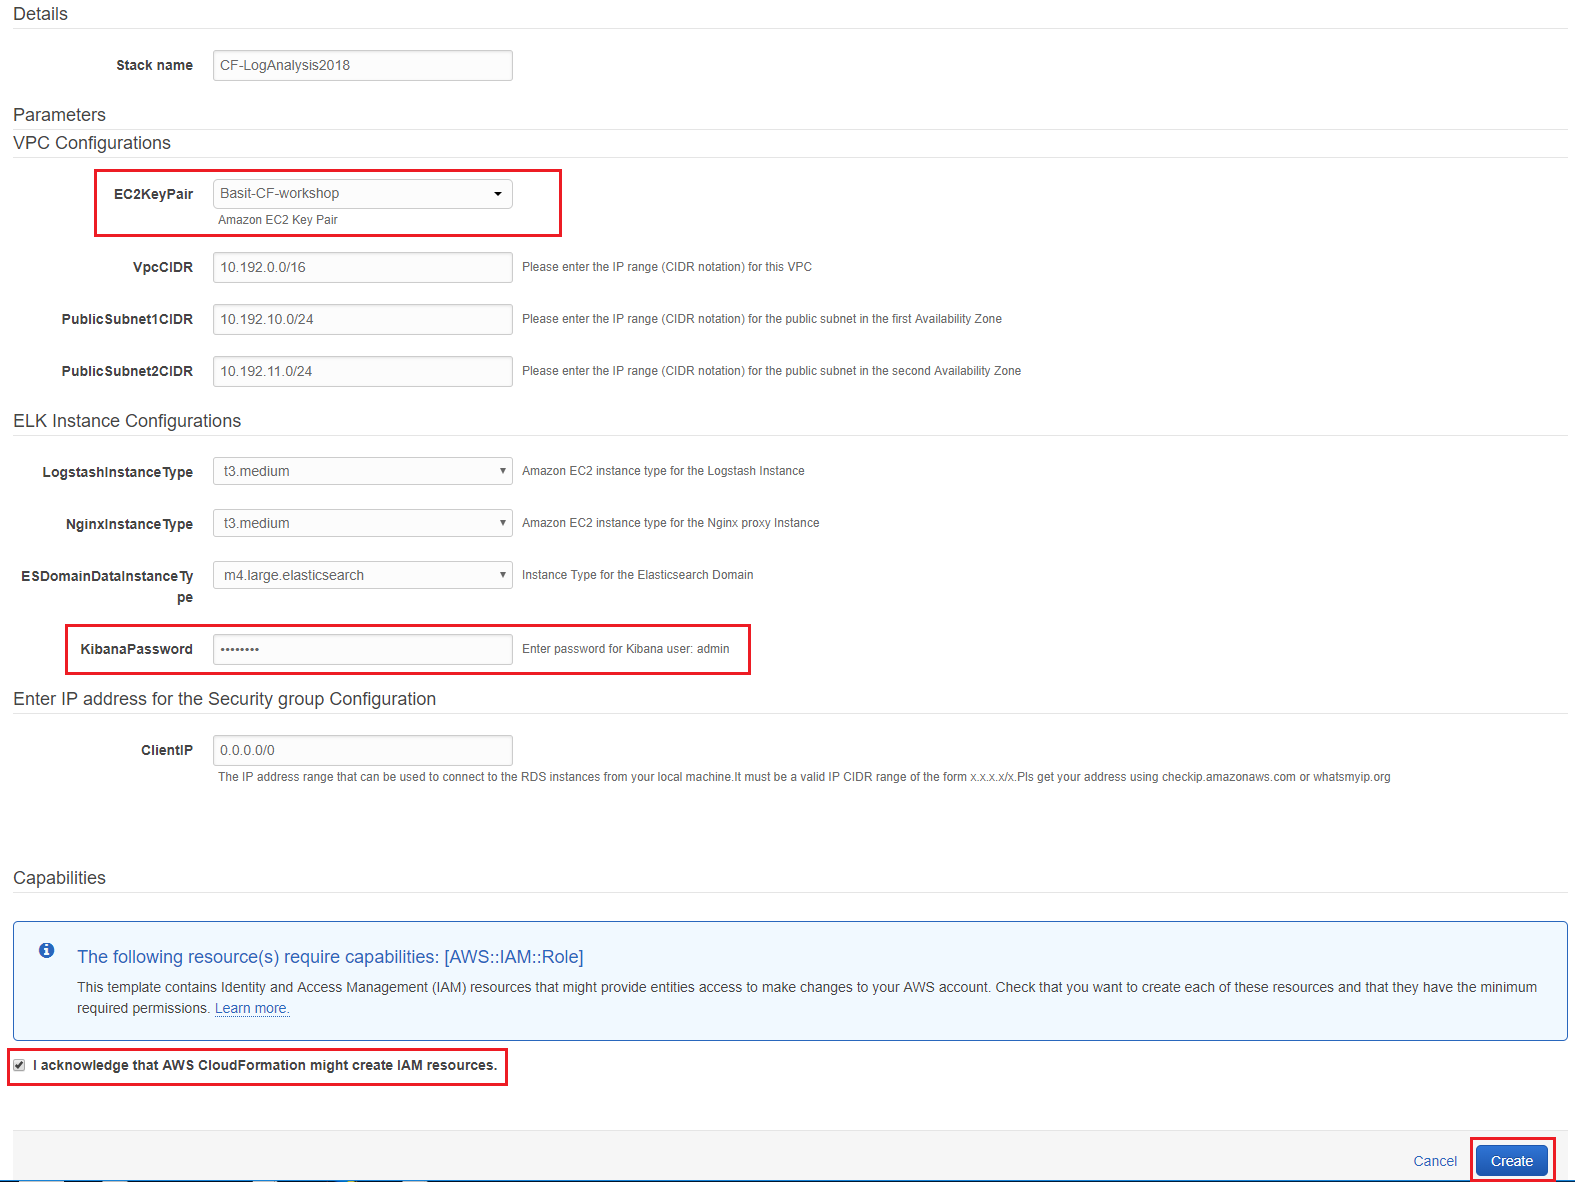 Details
Stack name CF-LogAnalysis2018
Parameters
VPC Configurations
EC2KeyPair Basit-CF-workshop
Amazon EC2 Key Pair
VpcCIDR 10.192.0.0/16 Please enter the IP range (CIDR notation) for this VPC
PublicSubnet1CIDR 10.192.10.0/24 Please enter the IP range (CIDR notation) for the public subnet in the first Availability Zone
PublicSubnet2CIDR 10.192.11.0/24 Please enter the IP range (CIDR notation) for the public subnet in the second Availability Zone
ELK Instance Configurations
LogstashInstanceType t3.medium Amazon EC2 instance type for the Logstash Instance
NginxInstanceType t3.medium Amazon EC2 instance type for the Nginx proxy Instance
ESDomainDataInstanceTy m4.large.elasticsearch Instance Type for the Elasticsearch Domain
pe
KibanaPassword •••••••• Enter password for Kibana user: admin
Enter IP address for the Security group Configuration
ClientIP 0.0.0.0/0
The IP address range that can be used to connect to the RDS instances from your local machine.It must be a valid IP CIDR range of the form x.x.x.x/x.Pls get your address using checkip.amazonaws.com or whatsmyip.org
Capabilities
The following resource(s) require capabilities: [AWS::IAM::Role]
This template contains Identity and Access Management (IAM) resources that might provide entities access to make changes to your AWS account. Check that you want to create each of these resources and that they have the minimum
required permissions. Learn more.
I acknowledge that AWS CloudFormation might create IAM resources.
Cancel Create